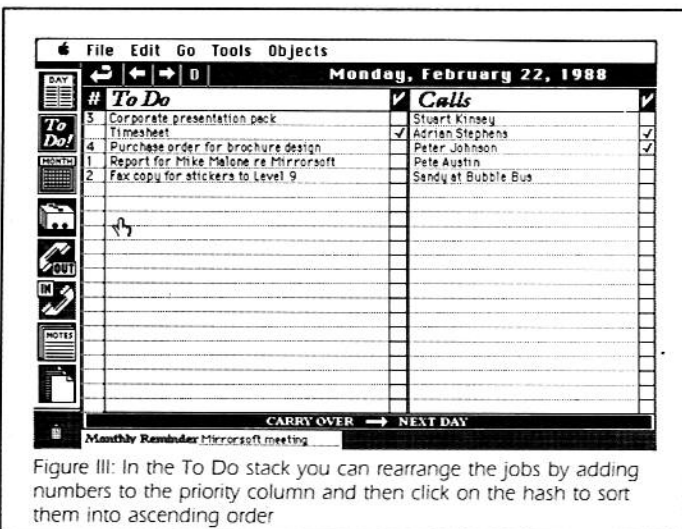 File Edit Go Tools Objects
0 Monday, February 22, 1988
DAY
To Do!
MONTH
OUT
IN
NOTES
# To Do ✓ Calls ✓
3 Corporate presentation pack Stuart Kinsey
Timesheet ✓ Adrian Stephens ✓
4 Purchase order for brochure design Peter Johnson ✓
1 Report for Mike Malone re Mirrorsoft Pete Austin
2 Fax copy for stickers to Level 9 Sandy at Bubble Bus
CARRY OVER → NEXT DAY
Monthly Reminder Mirrorsoft meeting
Figure III: In the To Do stack you can rearrange the jobs by adding
numbers to the priority column and then click on the hash to sort
them into ascending order